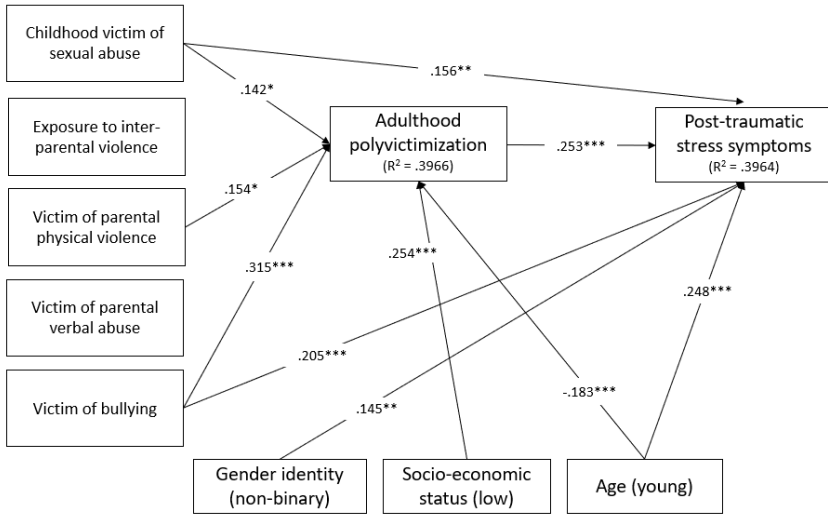 Childhood victim of
sexual abuse
.156**
.142*
Exposure to inter-
parental violence
Adulthood
polyvictimization
(R² = .3966)
.253***
Post-traumatic
stress symptoms
(R² = .3964)
Victim of parental
physical violence
.154*
.315***
.254***
.248***
Victim of parental
verbal abuse
.205***
Victim of bullying
.145**
-.183***
Gender identity
(non-binary)
Socio-economic
status (low)
Age (young)